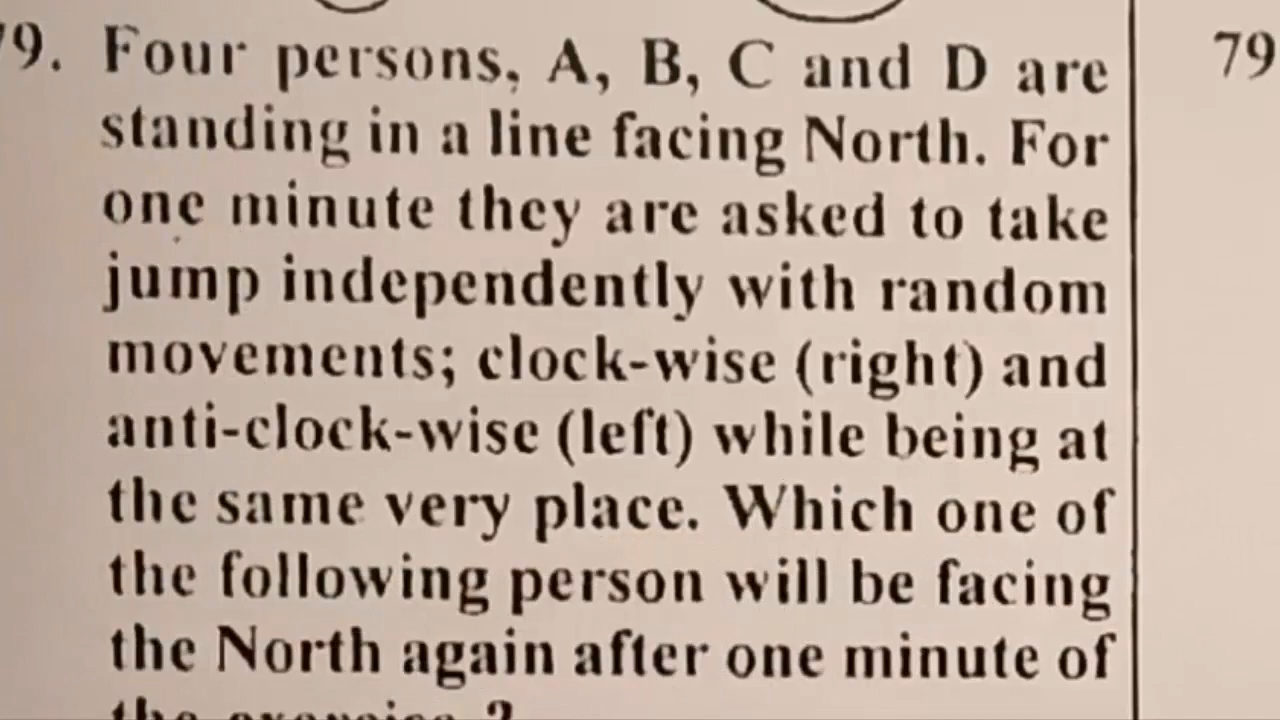 79. Four persons, A, B, C and D are
standing in a line facing North. For
one minute they are asked to take
jump independently with random
movements; clock-wise (right) and
anti-clock-wise (left) while being at
the same very place. Which one of
the following person will be facing
the North again after one minute of
the exercise ?
79